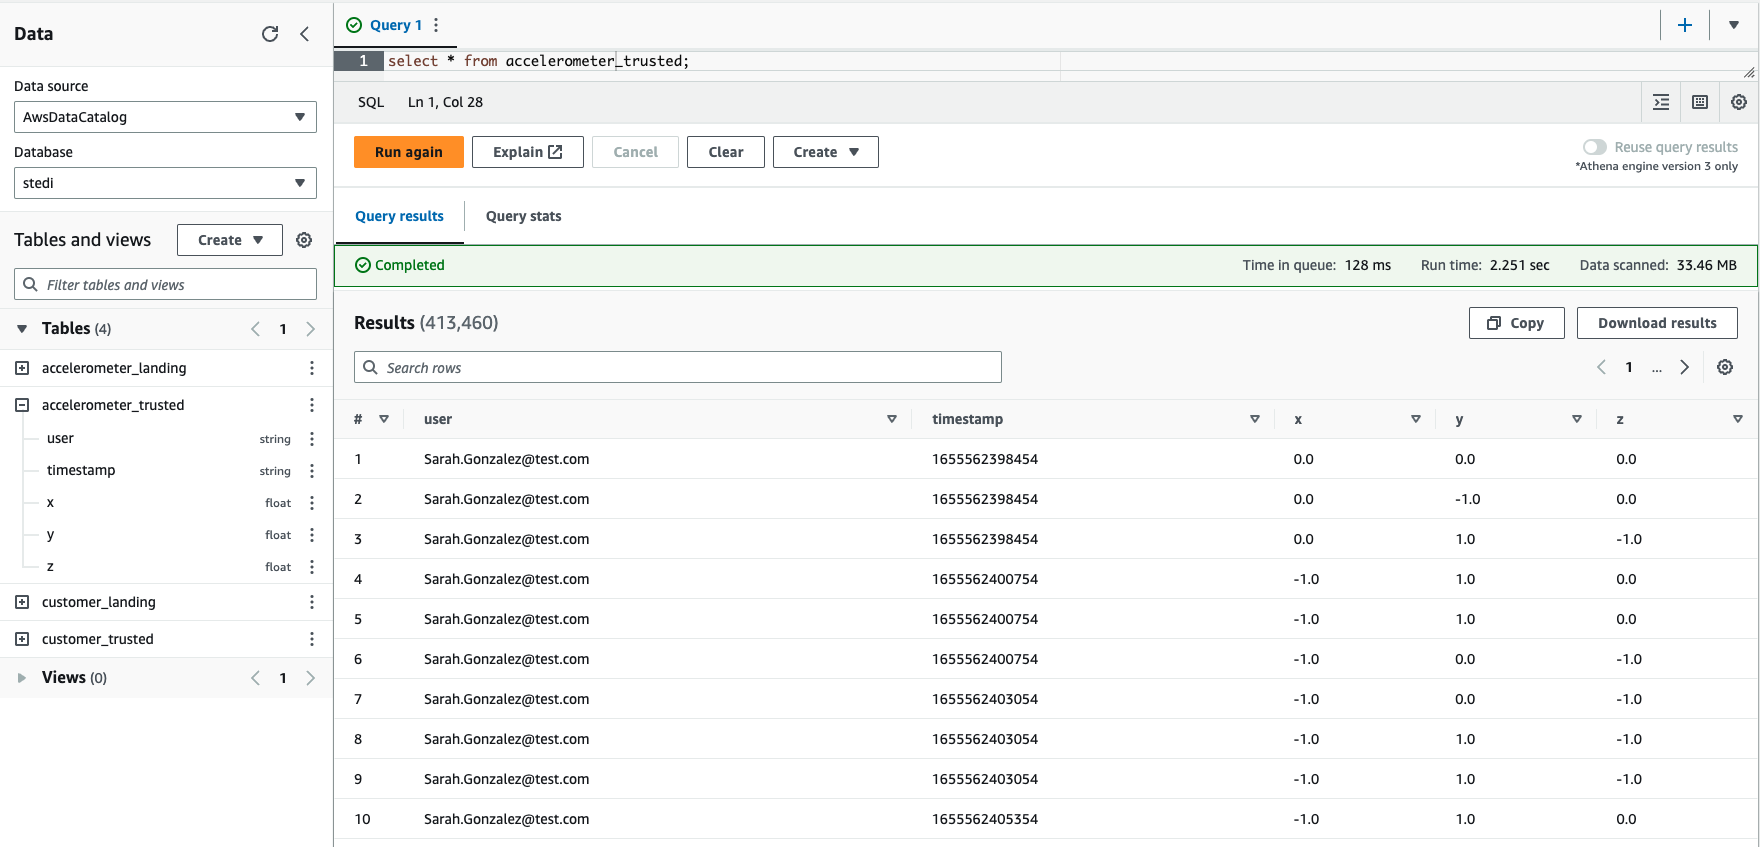 Data
Data source
AwsDataCatalog
Database
stedi
Tables and views
Create
Filter tables and views
Tables (4)
1
accelerometer_landing
accelerometer_trusted
user string
timestamp string
x float
y float
z float
customer_landing
customer_trusted
Views (0)
1
Query 1
1 select * from accelerometer_trusted;
SQL Ln 1, Col 28
Run again Explain Cancel Clear Create
Reuse query results
*Athena engine version 3 only
Query results Query stats
Completed Time in queue: 128 ms Run time: 2.251 sec Data scanned: 33.46 MB
Results (413,460) Copy Download results
Search rows 1 ...
# user timestamp x y z
1 Sarah.Gonzalez@test.com 1655562398454 0.0 0.0 0.0
2 Sarah.Gonzalez@test.com 1655562398454 0.0 -1.0 0.0
3 Sarah.Gonzalez@test.com 1655562398454 0.0 1.0 -1.0
4 Sarah.Gonzalez@test.com 1655562400754 -1.0 1.0 0.0
5 Sarah.Gonzalez@test.com 1655562400754 -1.0 1.0 0.0
6 Sarah.Gonzalez@test.com 1655562400754 -1.0 0.0 -1.0
7 Sarah.Gonzalez@test.com 1655562403054 -1.0 0.0 -1.0
8 Sarah.Gonzalez@test.com 1655562403054 -1.0 1.0 -1.0
9 Sarah.Gonzalez@test.com 1655562403054 -1.0 1.0 -1.0
10 Sarah.Gonzalez@test.com 1655562405354 -1.0 1.0 0.0